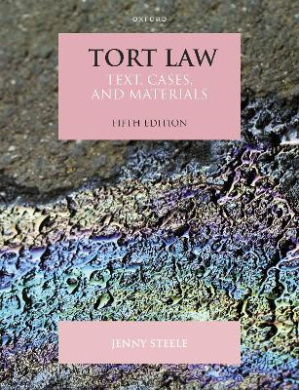 OXFORD
TORT LAW
TEXT, CASES,
AND MATERIALS
FIFTH EDITION
JENNY STEELE